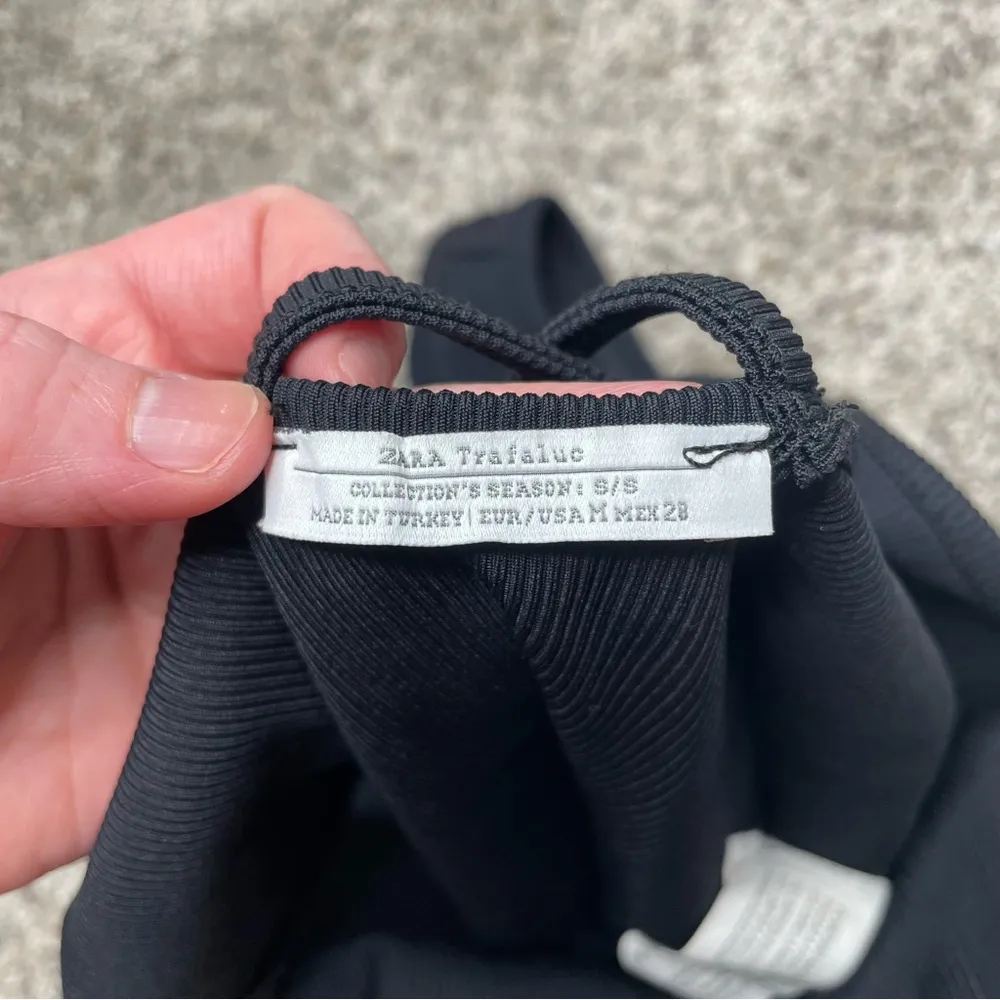 ZARA Trafaluc
COLLECTION'S SEASON: S/S
MADE IN TURKEY | EUR/USA M MEX 28